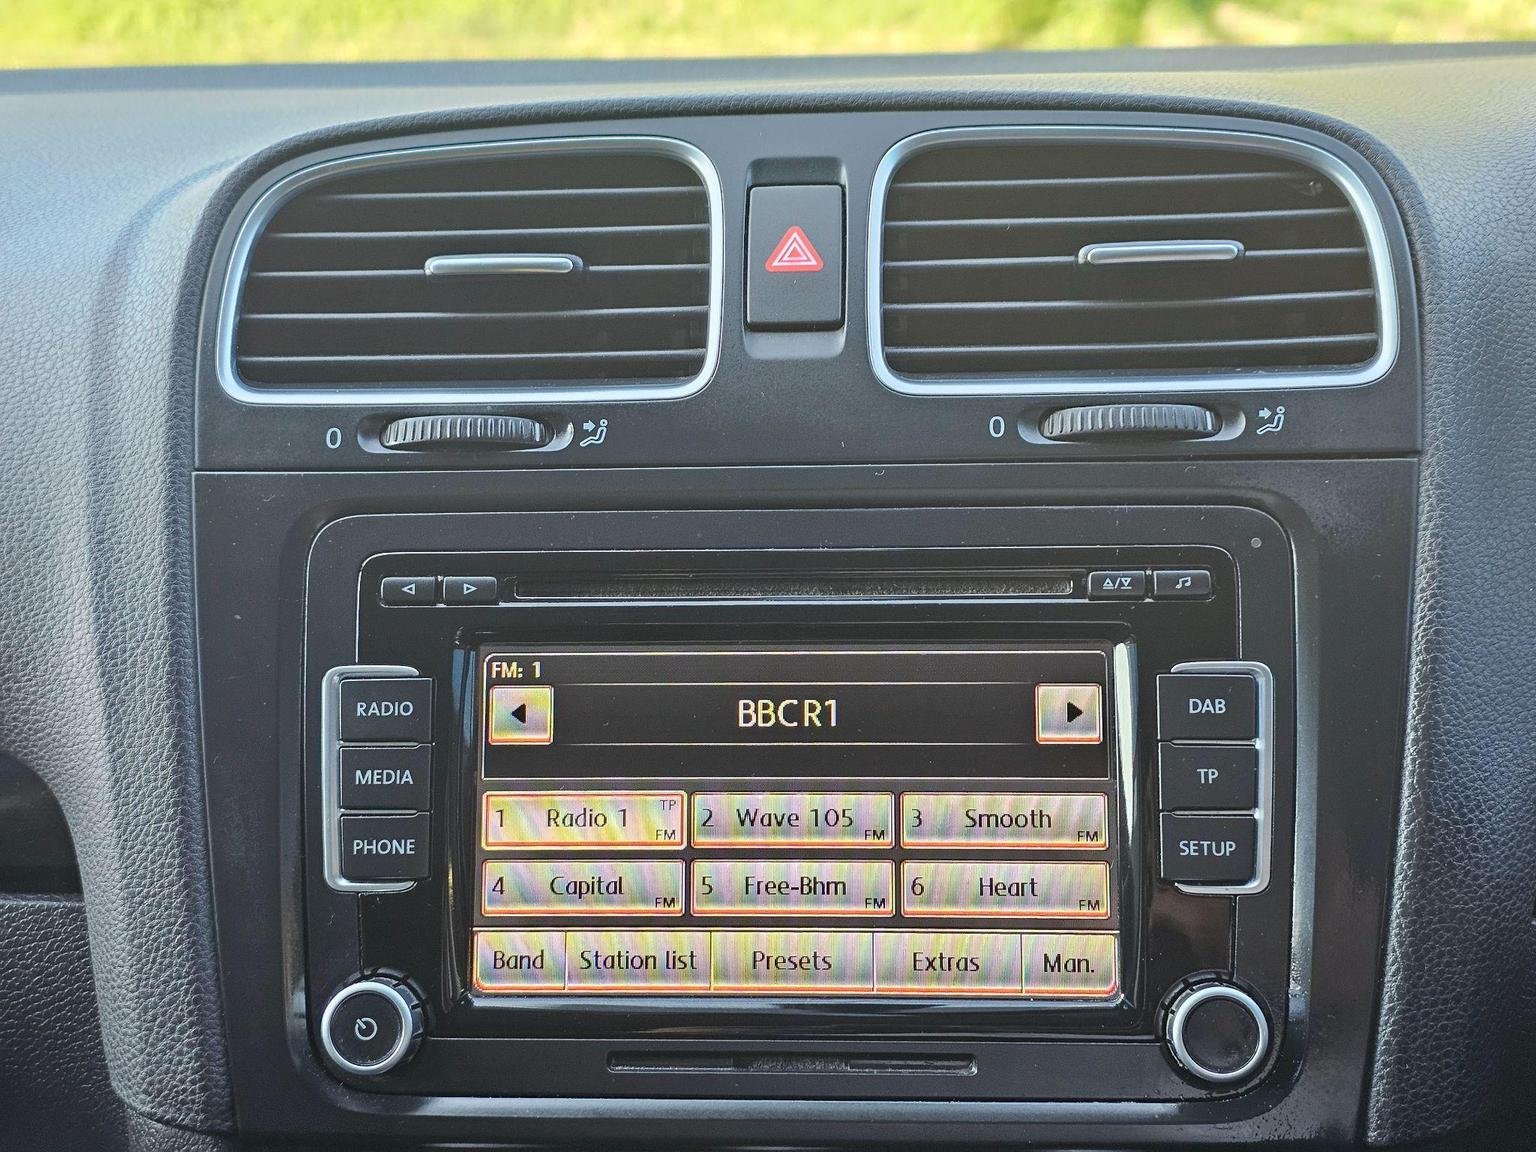 0
0
RADIO
MEDIA
PHONE
FM: 1
BBC R1
1 Radio 1 TP FM
2 Wave 105 FM
3 Smooth FM
4 Capital FM
5 Free-Bhm FM
6 Heart FM
Band Station list Presets Extras Man.
DAB
TP
SETUP